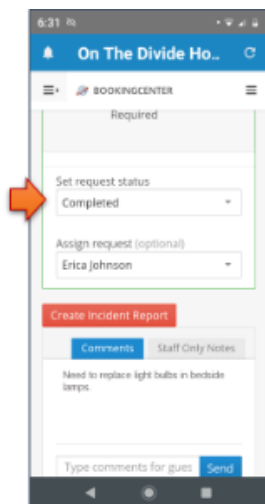 6:31
On The Divide Ho..
BOOKINGCENTER
Required
Set request status
Completed
Assign request (optional)
Erica Johnson
Create Incident Report
Comments
Staff Only Notes
Need to replace light bulbs in bedside
lamps.
Type comments for gues
Send